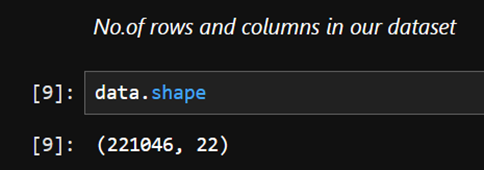 No.of rows and columns in our dataset
[9]: data.shape
[9]: (221046, 22)